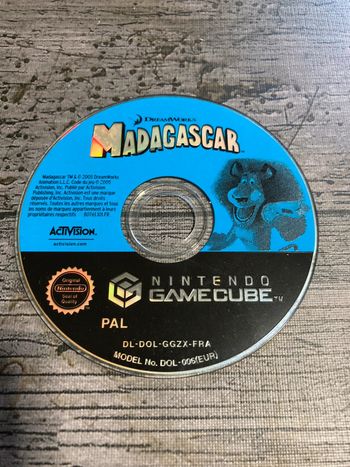 DREAMWORKS
MADAGASCAR
Madagascar TM & © 2005 DreamWorks
Animation L.L.C. Code du jeu © 2005
Activision, Inc. Publié par Activision
Publishing, Inc. Activision est une marque
déposée d'Activision, Inc. Tous droits
réservés. Toutes les autres marques et tous
les noms de marques appartiennent à leurs
propriétaires respectifs
ACTIVISION
activision.com
Original
Nintendo
Seal of
Quality
NINTENDO
GAMECUBE TM
PAL
DL-DOL-GGZX-FRA
MODEL No. DOL-006(EUR)